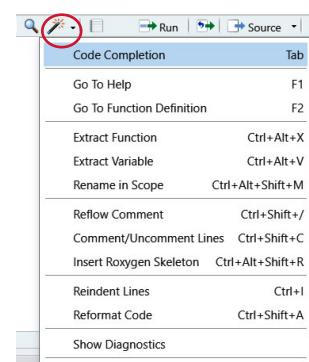 Run Source
Code Completion Tab
Go To Help F1
Go To Function Definition F2
Extract Function Ctrl+Alt+X
Extract Variable Ctrl+Alt+V
Rename in Scope Ctrl+Alt+Shift+M
Reflow Comment Ctrl+Shift+/
Comment/Uncomment Lines Ctrl+Shift+C
Insert Roxygen Skeleton Ctrl+Alt+Shift+R
Reindent Lines Ctrl+I
Reformat Code Ctrl+Shift+A
Show Diagnostics